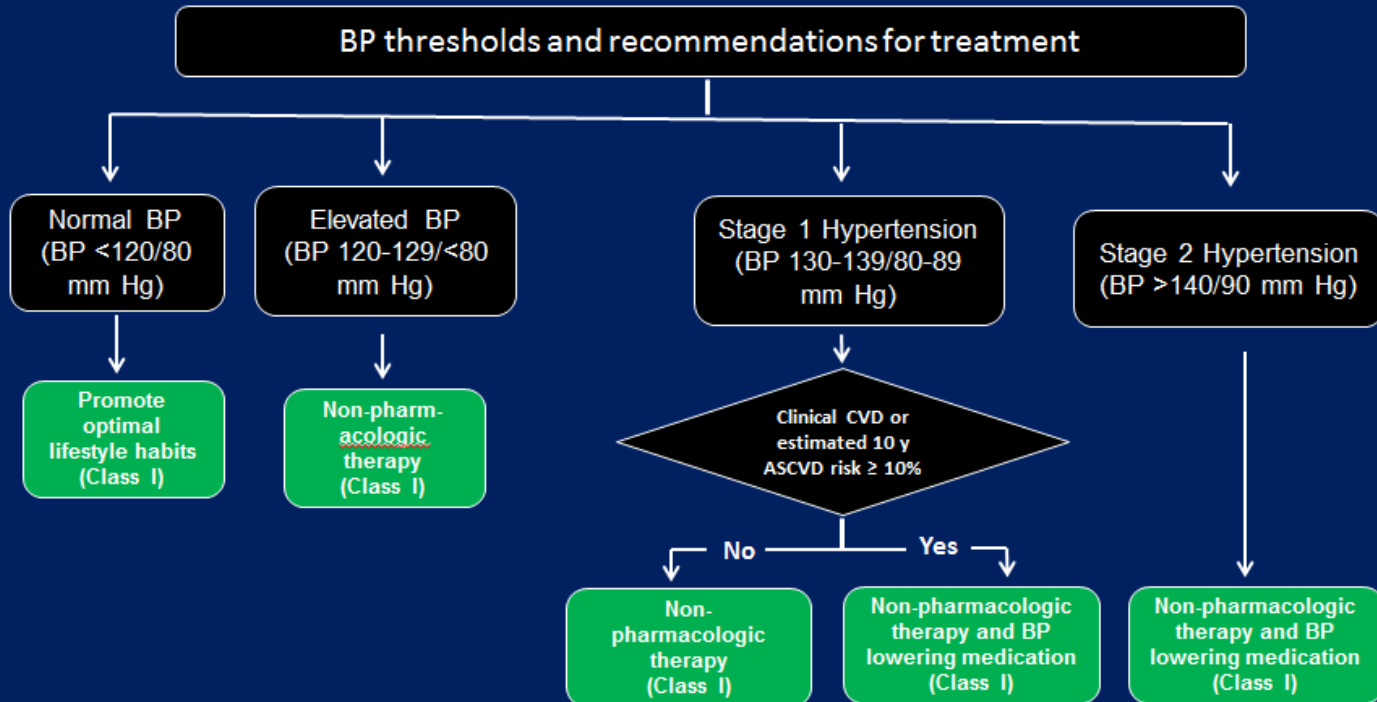 BP thresholds and recommendations for treatment
Normal BP
(BP <120/80
mm Hg)
Elevated BP
(BP 120-129/<80
mm Hg)
Stage 1 Hypertension
(BP 130-139/80-89
mm Hg)
Stage 2 Hypertension
(BP >140/90 mm Hg)
Promote
optimal
lifestyle habits
(Class I)
Non-pharm-
acologic
therapy
(Class I)
Clinical CVD or
estimated 10 y
ASCVD risk ≥ 10%
No
Yes
Non-
pharmacologic
therapy
(Class I)
Non-pharmacologic
therapy and BP
lowering medication
(Class I)
Non-pharmacologic
therapy and BP
lowering medication
(Class I)